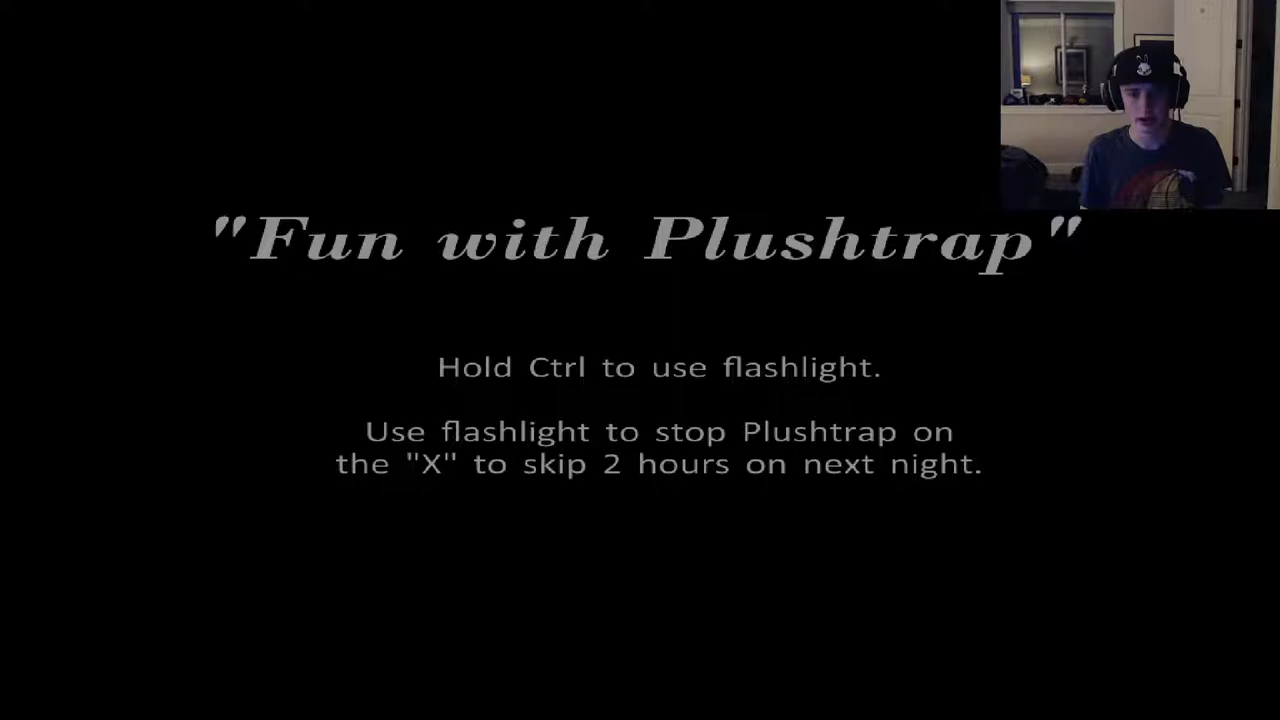 "Fun with Plushtrap"
Hold Ctrl to use flashlight.
Use flashlight to stop Plushtrap on
the "X" to skip 2 hours on next night.